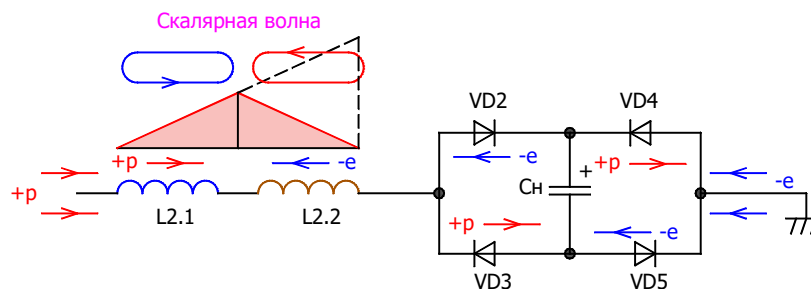 Скалярная волна
VD2
VD4
+p
-e
-e
+p
-e
+p
Cн
+
L2.1
L2.2
+p
-e
VD3
VD5